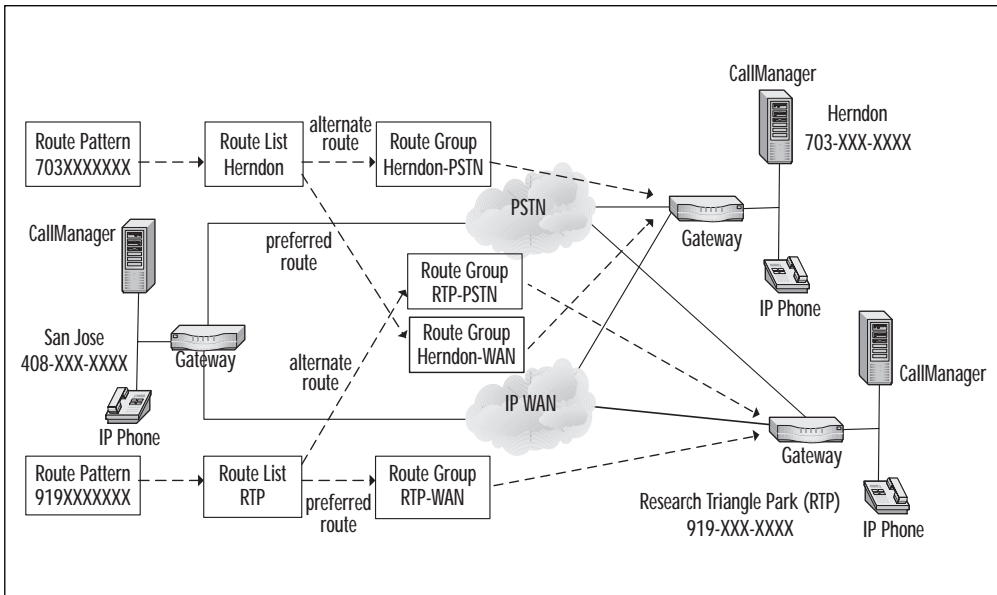 CallManager
Herndon
703-XXX-XXXX
Route Pattern
703XXXXXXX
Route List
Herndon
alternate
route
Route Group
Herndon-PSTN
PSTN
Gateway
IP Phone
CallManager
preferred
route
Route Group
RTP-PSTN
Route Group
Herndon-WAN
San Jose
408-XXX-XXXX
Gateway
IP Phone
alternate
route
IP WAN
CallManager
Gateway
Route Pattern
919XXXXXXX
Route List
RTP
preferred
route
Route Group
RTP-WAN
Research Triangle Park (RTP)
919-XXX-XXXX
IP Phone